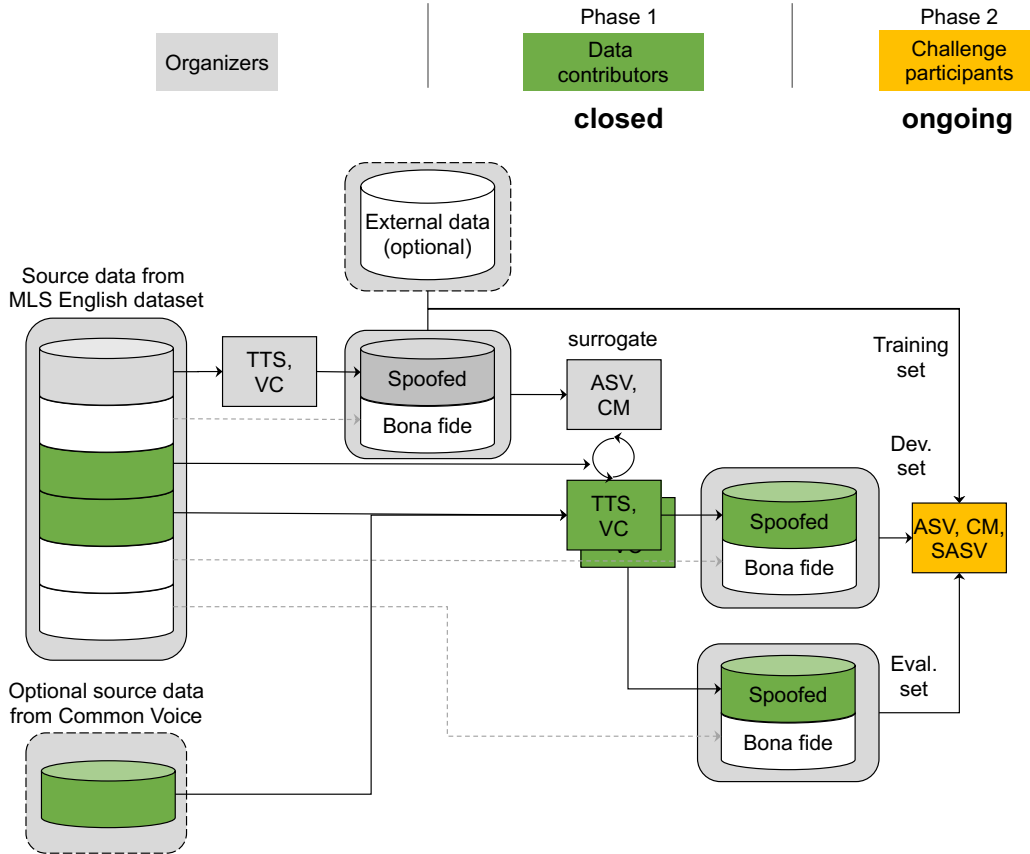 Phase 1
Phase 2
Organizers
Data
contributors
Challenge
participants
closed
ongoing
External data
(optional)
Source data from
MLS English dataset
TTS,
VC
Spoofed
Bona fide
surrogate
ASV,
CM
Training
set
Dev.
set
TTS,
VC
VC
Spoofed
Bona fide
ASV, CM,
SASV
Optional source data
from Common Voice
Spoofed
Bona fide
Eval.
set